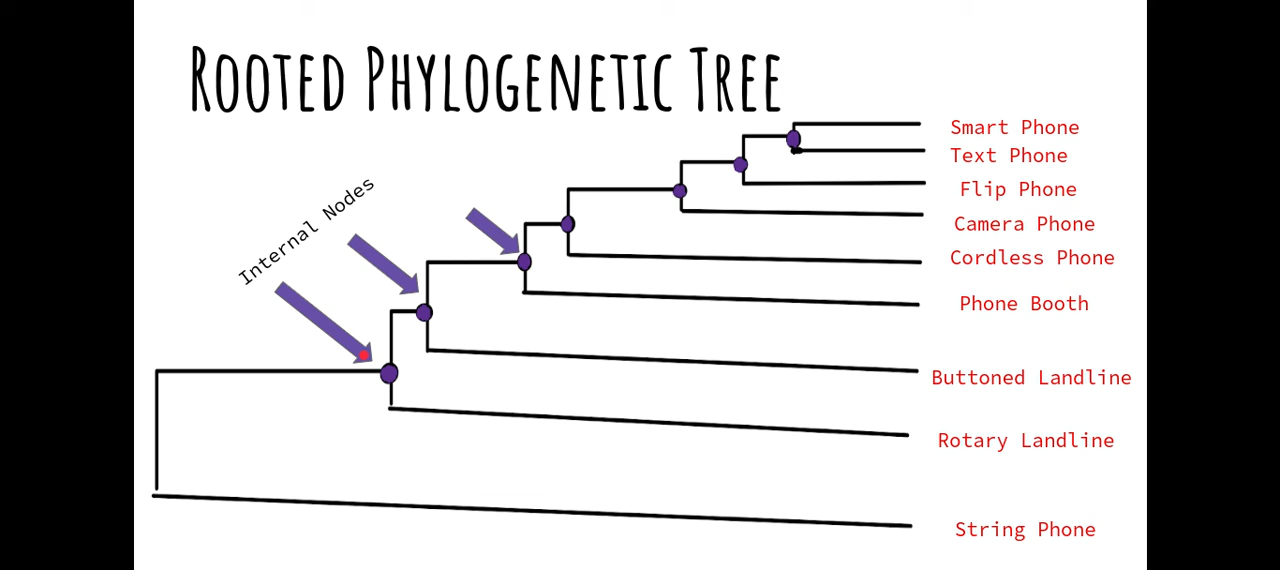 Rooted Phylogenetic Tree
Internal Nodes
Smart Phone
Text Phone
Flip Phone
Camera Phone
Cordless Phone
Phone Booth
Buttoned Landline
Rotary Landline
String Phone